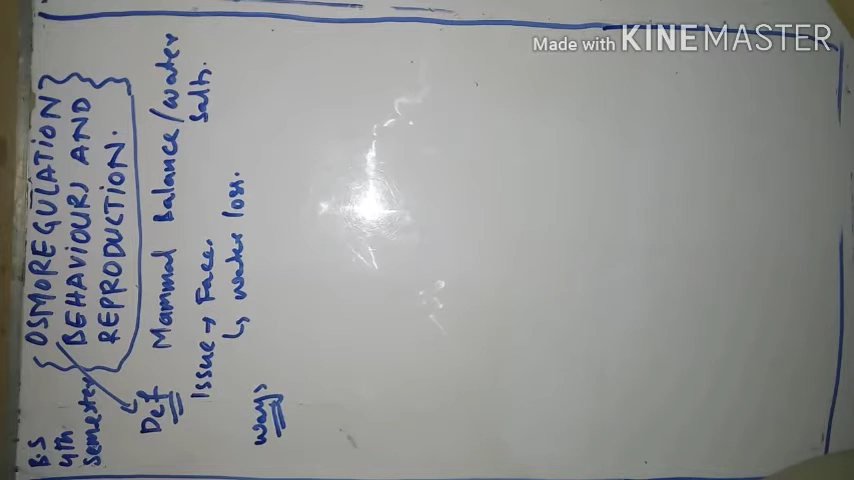 Made with KINEMASTER
B.S
4th
Semester
OSMOREGULATION
BEHAVIOUR, AND
REPRODUCTION.
Def Mammal Balance/water
Salts.
Issue → Face.
↳ water loss.
Ways